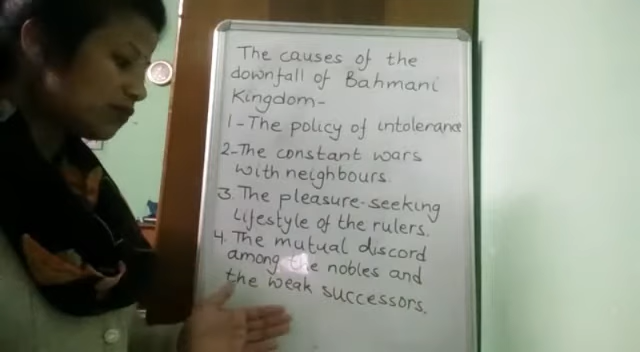 The causes of the
downfall of Bahmani
Kingdom-
1-The policy of intolerance
2-The constant wars
with neighbours.
3. The pleasure-seeking
Lifestyle of the rulers.
4. The mutual discord
among the nobles and
the weak successors.